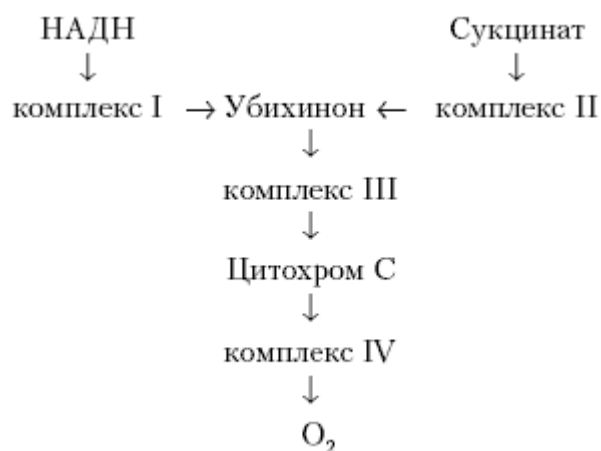 НАДН Сукцинат
↓ ↓
комплекс I → Убихинон ← комплекс II
↓
комплекс III
↓
Цитохром С
↓
комплекс IV
↓
O₂